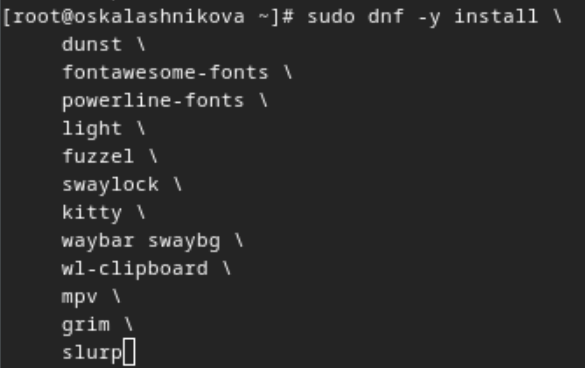 [root@oskalashnikova ~]# sudo dnf -y install \
dunst \
fontawesome-fonts \
powerline-fonts \
light \
fuzzel \
swaylock \
kitty \
waybar swaybg \
wl-clipboard \
mpv \
grim \
slurp